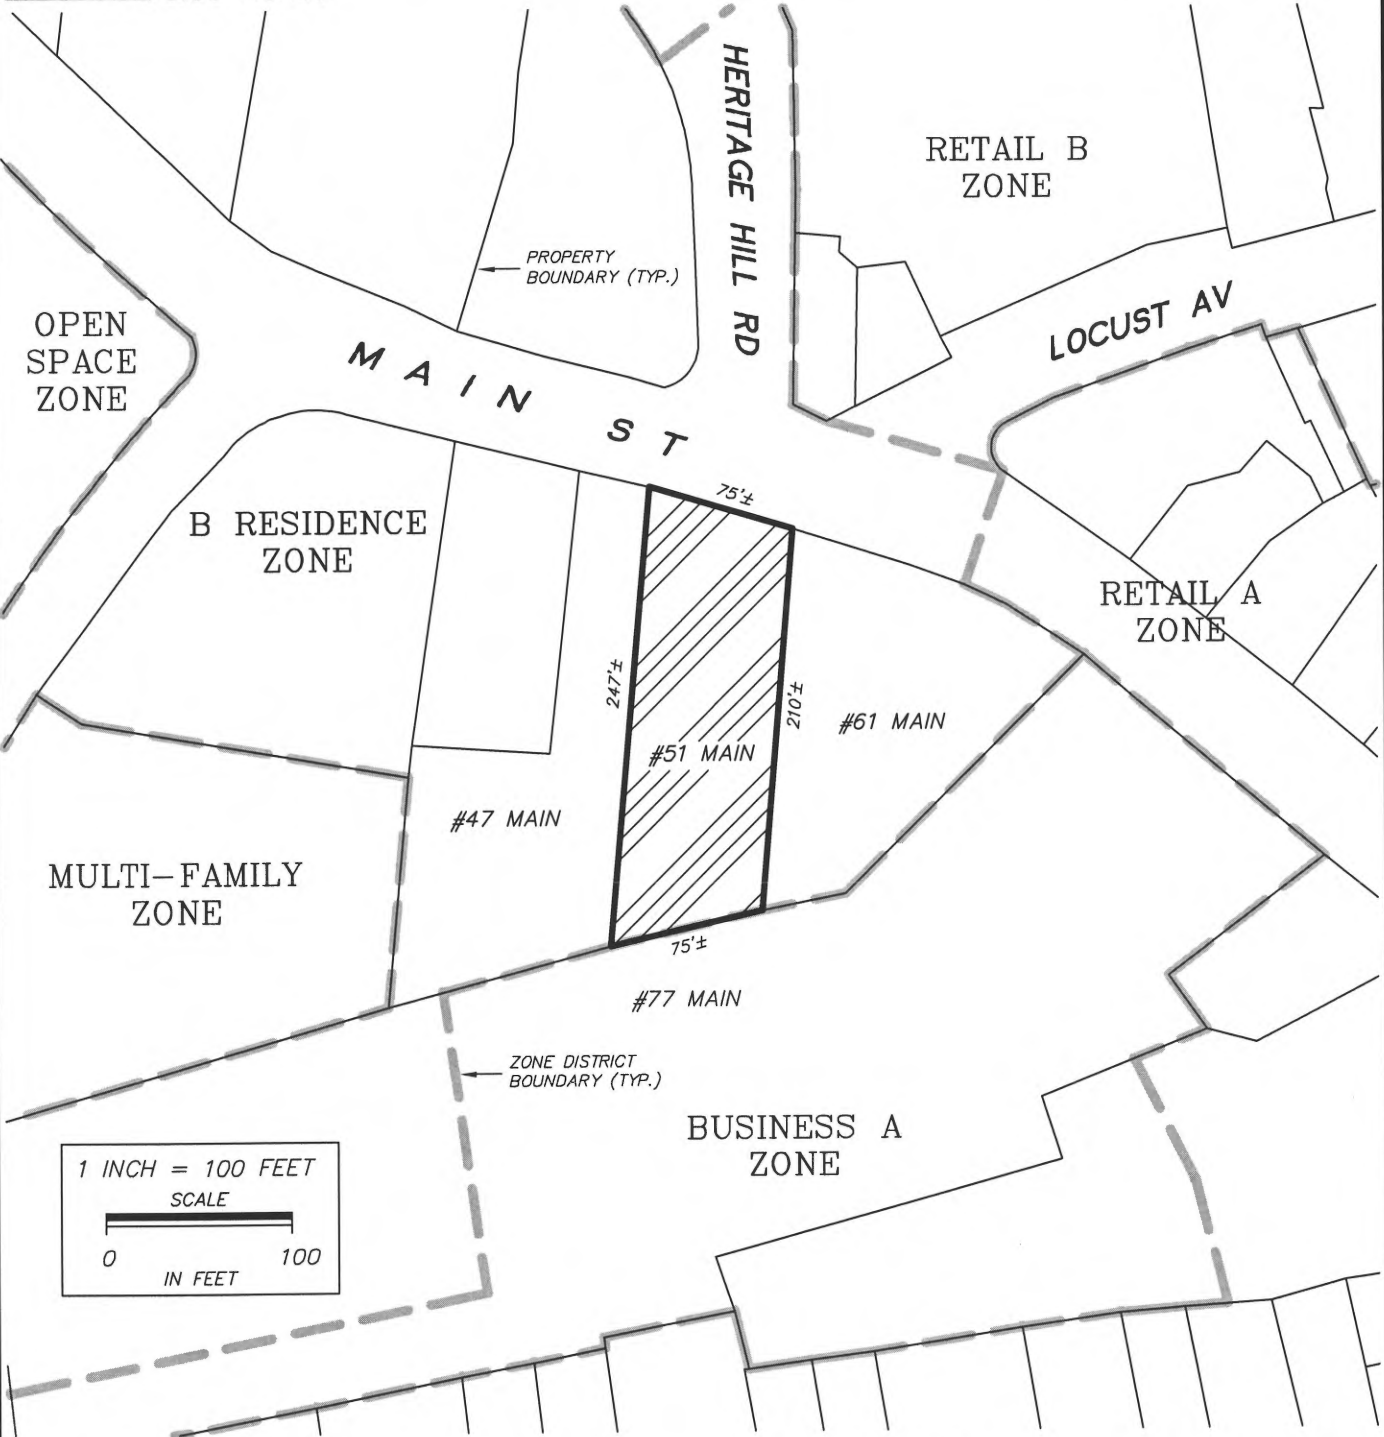 HERITAGE HILL RD
RETAIL B
ZONE
PROPERTY
BOUNDARY (TYP.)
LOCUST AV
OPEN
SPACE
ZONE
MAIN ST
75'±
B RESIDENCE
ZONE
RETAIL A
ZONE
247'±
210'±
#61 MAIN
#51 MAIN
#47 MAIN
MULTI-FAMILY
ZONE
75'±
#77 MAIN
ZONE DISTRICT
BOUNDARY (TYP.)
BUSINESS A
ZONE
1 INCH = 100 FEET
SCALE
0 100
IN FEET